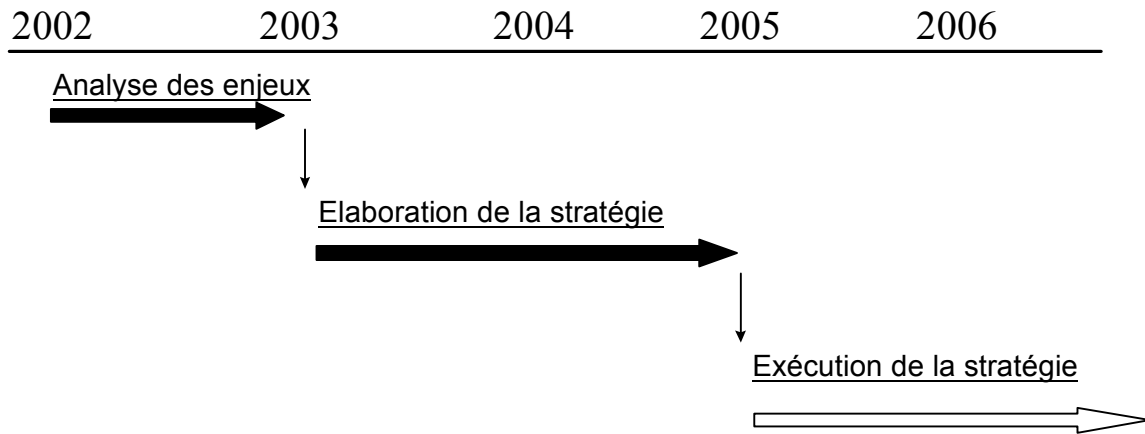 2002 2003 2004 2005 2006
Analyse des enjeux
Elaboration de la stratégie
Exécution de la stratégie